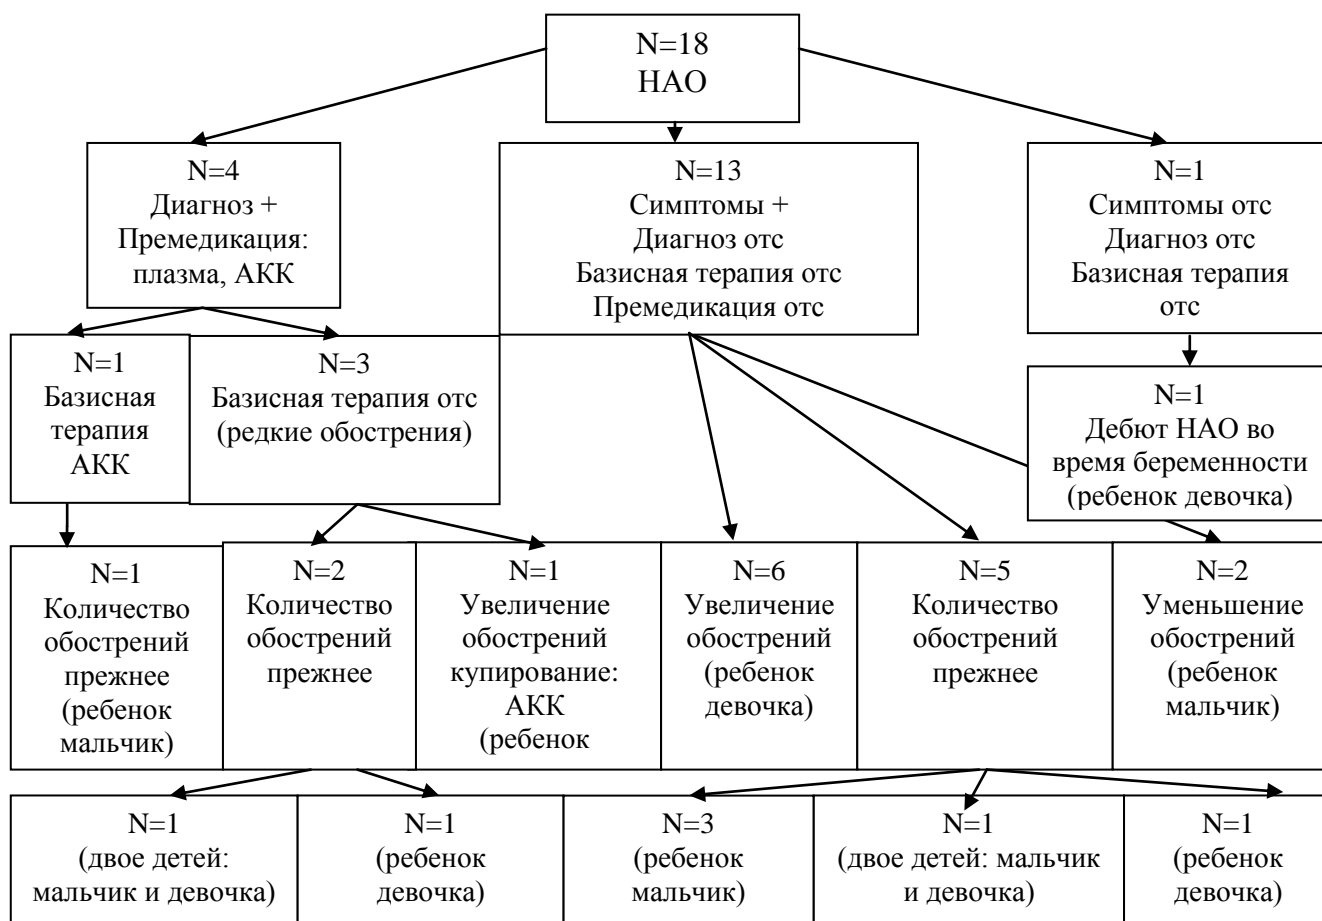 N=18
НАО
N=4
Диагноз +
Премедикация:
плазма, АКК
N=13
Симптомы +
Диагноз отс
Базисная терапия отс
Премедикация отс
N=1
Симптомы отс
Диагноз отс
Базисная терапия
отс
N=1
Базисная
терапия
АКК
N=3
Базисная терапия отс
(редкие обострения)
N=1
Дебют НАО во
время беременности
(ребенок девочка)
N=1
Количество
обострений
прежнее
(ребенок
мальчик)
N=2
Количество
обострений
прежнее
N=1
Увеличение
обострений
купирование:
АКК
(ребенок
N=6
Увеличение
обострений
(ребенок
девочка)
N=5
Количество
обострений
прежнее
N=2
Уменьшение
обострений
(ребенок
мальчик)
N=1
(двое детей:
мальчик и девочка)
N=1
(ребенок
девочка)
N=3
(ребенок
мальчик)
N=1
(двое детей: мальчик
и девочка)
N=1
(ребенок
девочка)